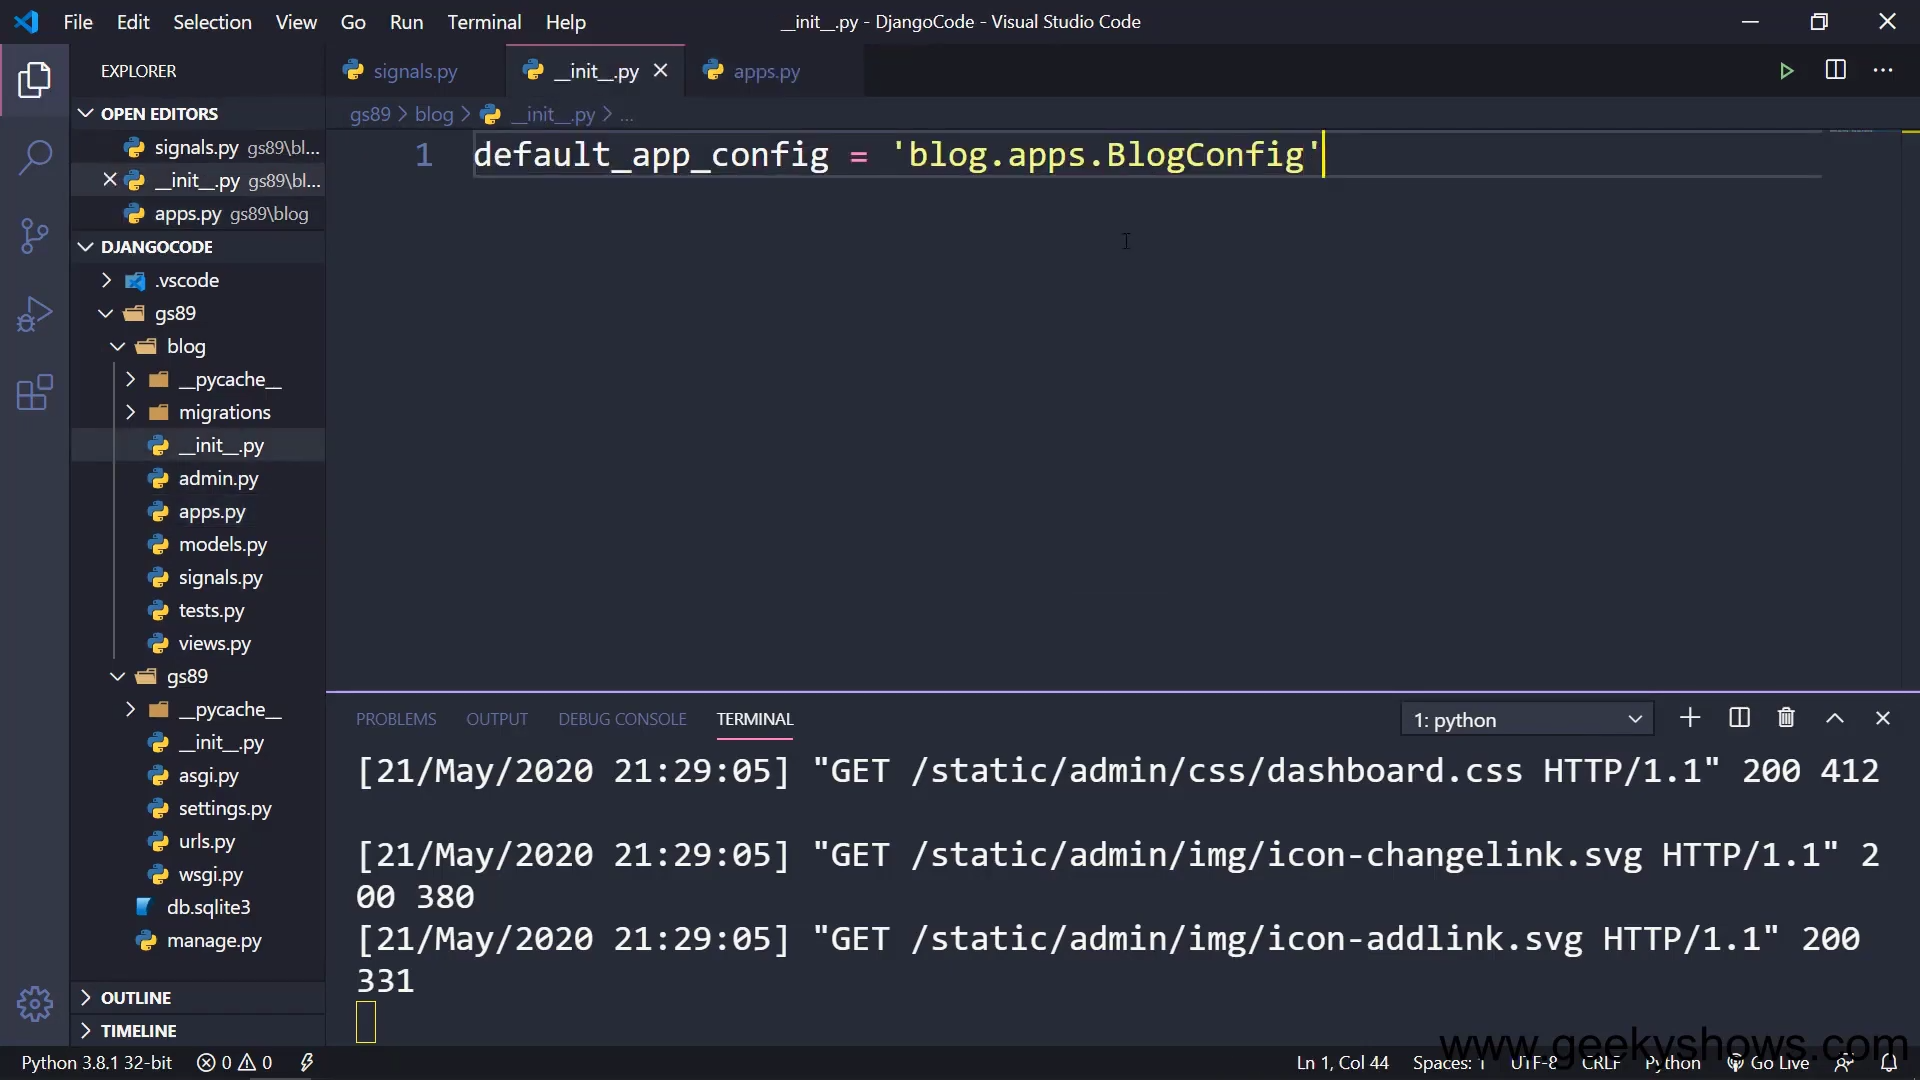 File Edit Selection View Go Run Terminal Help
__init__.py - DjangoCode - Visual Studio Code
EXPLORER
OPEN EDITORS
signals.py gs89\bl...
__init__.py gs89\bl...
apps.py gs89\blog
DJANGOCODE
.vscode
gs89
blog
__pycache__
migrations
__init__.py
admin.py
apps.py
models.py
signals.py
tests.py
views.py
gs89
__pycache__
__init__.py
asgi.py
settings.py
urls.py
wsgi.py
db.sqlite3
manage.py
OUTLINE
TIMELINE
signals.py __init__.py apps.py
gs89 > blog > __init__.py > ...
1 default_app_config = 'blog.apps.BlogConfig'
PROBLEMS OUTPUT DEBUG CONSOLE TERMINAL 1: python
[21/May/2020 21:29:05] "GET /static/admin/css/dashboard.css HTTP/1.1" 200 412
[21/May/2020 21:29:05] "GET /static/admin/img/icon-changelink.svg HTTP/1.1" 2
00 380
[21/May/2020 21:29:05] "GET /static/admin/img/icon-addlink.svg HTTP/1.1" 200
331
www.geekyshows.com
Python 3.8.1 32-bit 0 0 Ln 1, Col 44 Spaces: 1 UTF-8 CRLF Python Go Live